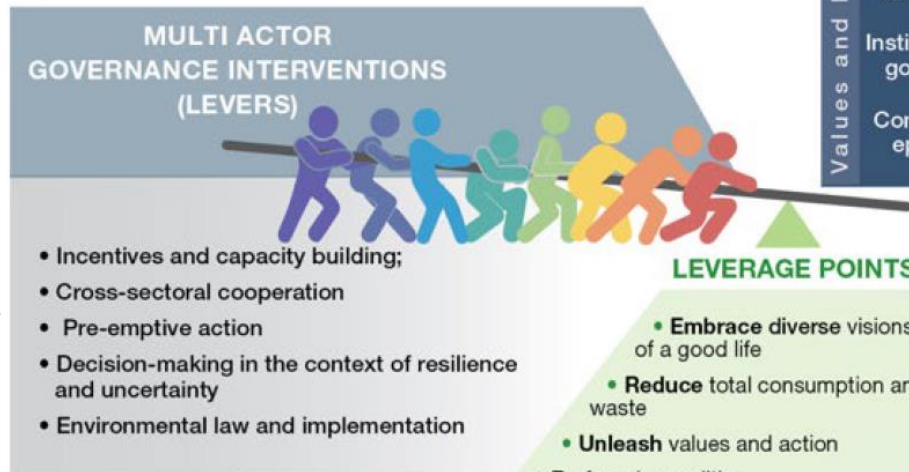 MULTI ACTOR
GOVERNANCE INTERVENTIONS
(LEVERS)
Values and
Insti
go
Con
ep
• Incentives and capacity building;
• Cross-sectoral cooperation
• Pre-emptive action
• Decision-making in the context of resilience
and uncertainty
• Environmental law and implementation
LEVERAGE POINTS
• Embrace diverse visions
of a good life
• Reduce total consumption an
waste
• Unleash values and action